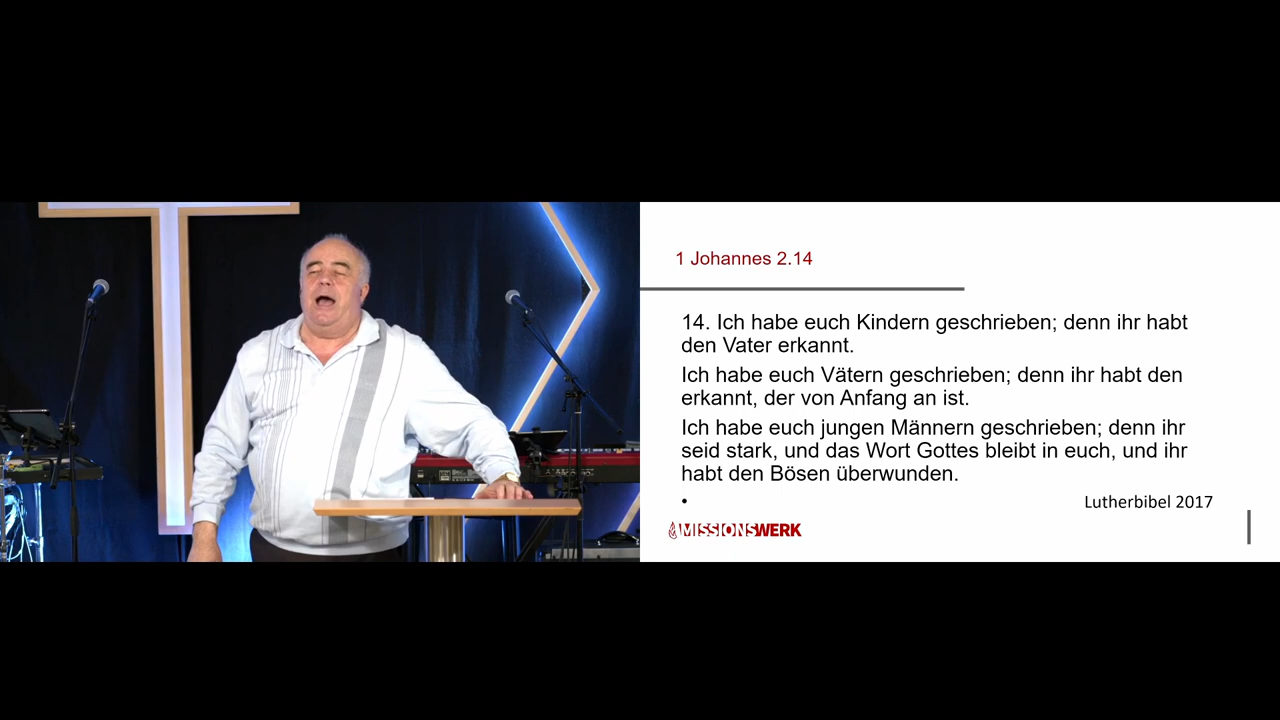 1 Johannes 2.14
14. Ich habe euch Kindern geschrieben; denn ihr habt
den Vater erkannt.
Ich habe euch Vätern geschrieben; denn ihr habt den
erkannt, der von Anfang an ist.
Ich habe euch jungen Männern geschrieben; denn ihr
seid stark, und das Wort Gottes bleibt in euch, und ihr
habt den Bösen überwunden.
• Lutherbibel 2017
MISSIONSWERK